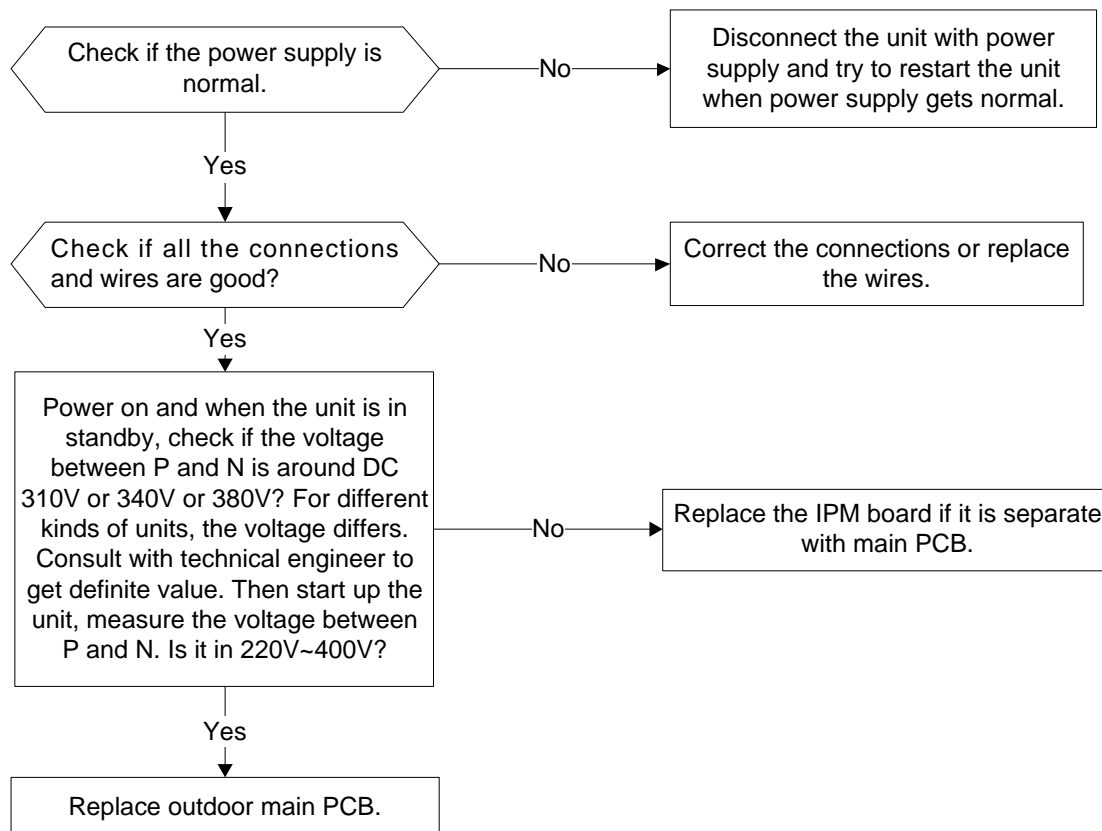 Check if the power supply is
normal.
No
Disconnect the unit with power
supply and try to restart the unit
when power supply gets normal.
Yes
Check if all the connections
and wires are good?
No
Correct the connections or replace
the wires.
Yes
Power on and when the unit is in
standby, check if the voltage
between P and N is around DC
310V or 340V or 380V? For different
kinds of units, the voltage differs.
Consult with technical engineer to
get definite value. Then start up the
unit, measure the voltage between
P and N. Is it in 220V~400V?
No
Replace the IPM board if it is separate
with main PCB.
Yes
Replace outdoor main PCB.